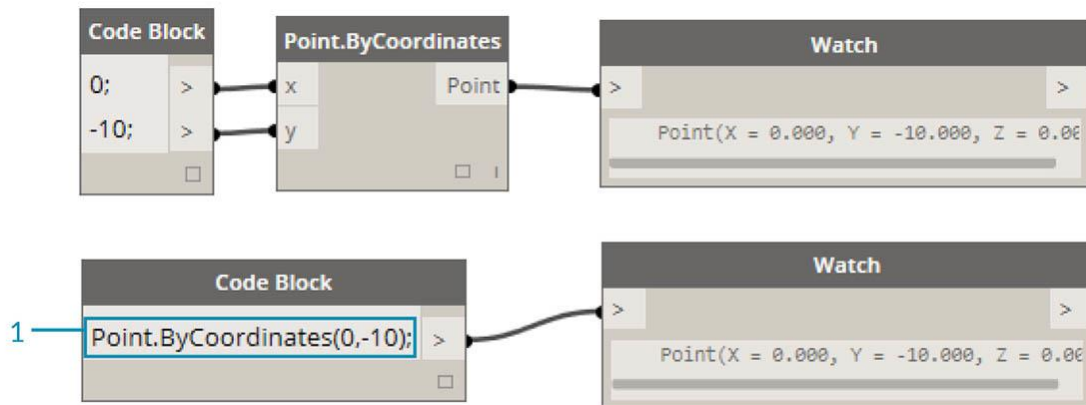 Code Block
0; >
-10; >
Point.ByCoordinates
x Point
y
Watch
> >
Point(X = 0.000, Y = -10.000, Z = 0.00
1
Code Block
Point.ByCoordinates(0,-10); >
Watch
> >
Point(X = 0.000, Y = -10.000, Z = 0.00